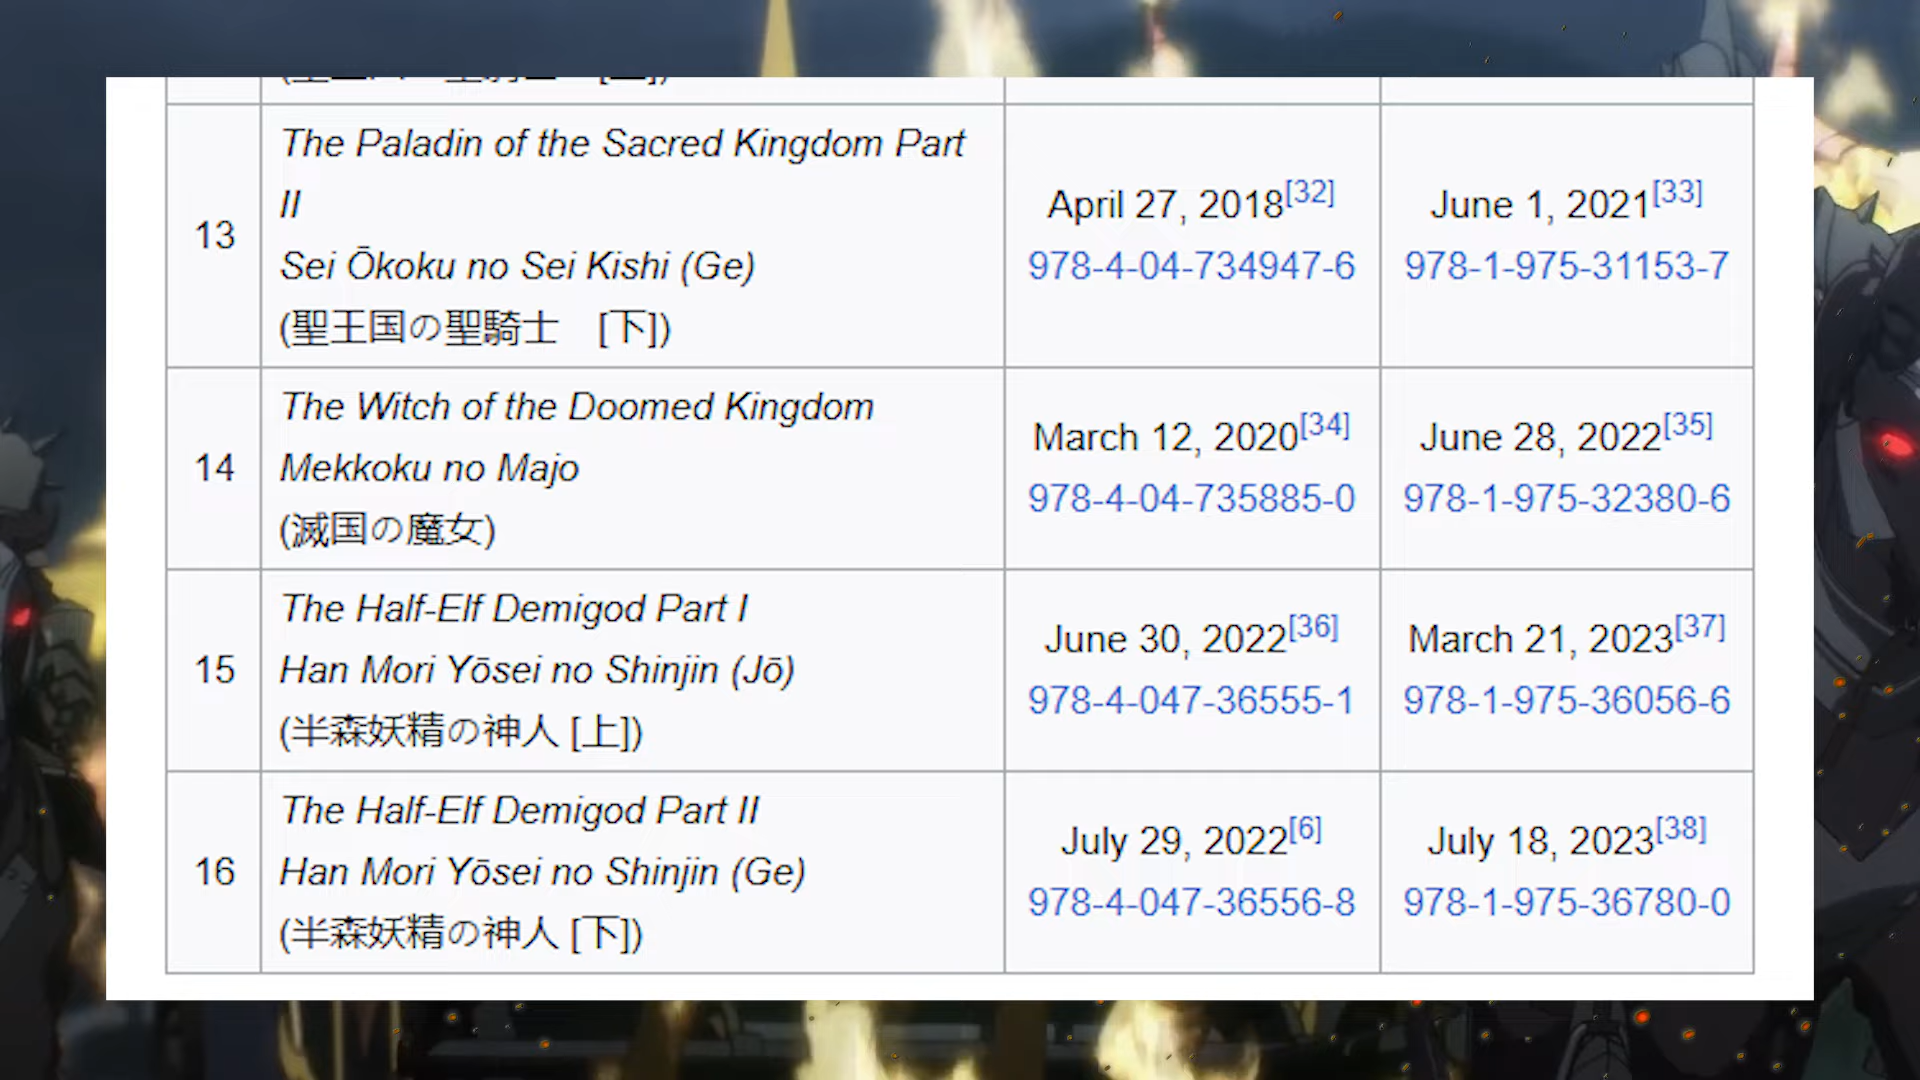 13
The Paladin of the Sacred Kingdom Part
II
Sei Ōkoku no Sei Kishi (Ge)
(聖王国の聖騎士　[下])
April 27, 2018[32]
978-4-04-734947-6
June 1, 2021[33]
978-1-975-31153-7
14
The Witch of the Doomed Kingdom
Mekkoku no Majo
(滅国の魔女)
March 12, 2020[34]
978-4-04-735885-0
June 28, 2022[35]
978-1-975-32380-6
15
The Half-Elf Demigod Part I
Han Mori Yōsei no Shinjin (Jō)
(半森妖精の神人 [上])
June 30, 2022[36]
978-4-047-36555-1
March 21, 2023[37]
978-1-975-36056-6
16
The Half-Elf Demigod Part II
Han Mori Yōsei no Shinjin (Ge)
(半森妖精の神人 [下])
July 29, 2022[6]
978-4-047-36556-8
July 18, 2023[38]
978-1-975-36780-0